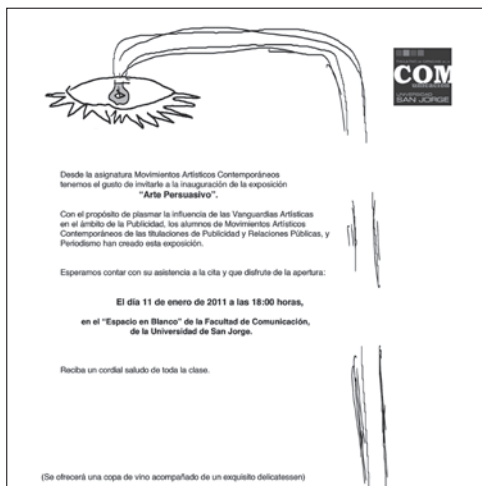 COM
UNICACIÓN
UNIVERSIDAD
SAN JORGE
Desde la asignatura Movimientos Artísticos Contemporáneos
tenemos el gusto de invitarle a la inauguración de la exposición
“Arte Persuasivo”.
Con el propósito de plasmar la influencia de las Vanguardias Artísticas
en el ámbito de la Publicidad, los alumnos de Movimientos Artísticos
Contemporáneos de las titulaciones de Publicidad y Relaciones Públicas, y
Periodismo han creado esta exposición.
Esperamos contar con su asistencia a la cita y que disfrute de la apertura:
El día 11 de enero de 2011 a las 18:00 horas,
en el “Espacio en Blanco” de la Facultad de Comunicación,
de la Universidad de San Jorge.
Reciba un cordial saludo de toda la clase.
(Se ofrecerá una copa de vino acompañado de un exquisito delicatessen)